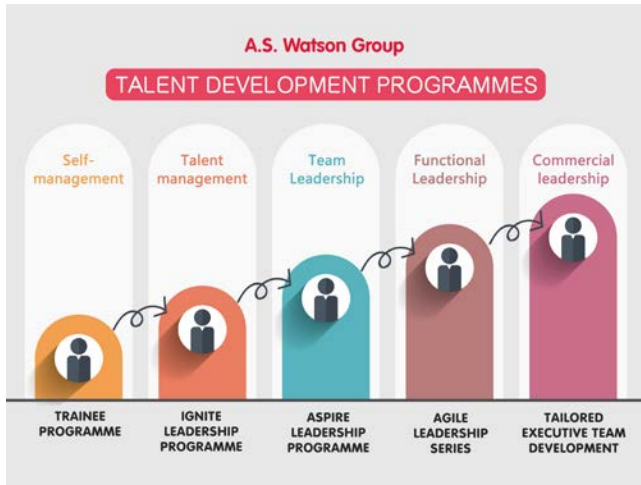 A.S. Watson Group
TALENT DEVELOPMENT PROGRAMMES
Self-
management
Talent
management
Team
Leadership
Functional
Leadership
Commercial
leadership
TRAINEE
PROGRAMME
IGNITE
LEADERSHIP
PROGRAMME
ASPIRE
LEADERSHIP
PROGRAMME
AGILE
LEADERSHIP
SERIES
TAILORED
EXECUTIVE TEAM
DEVELOPMENT